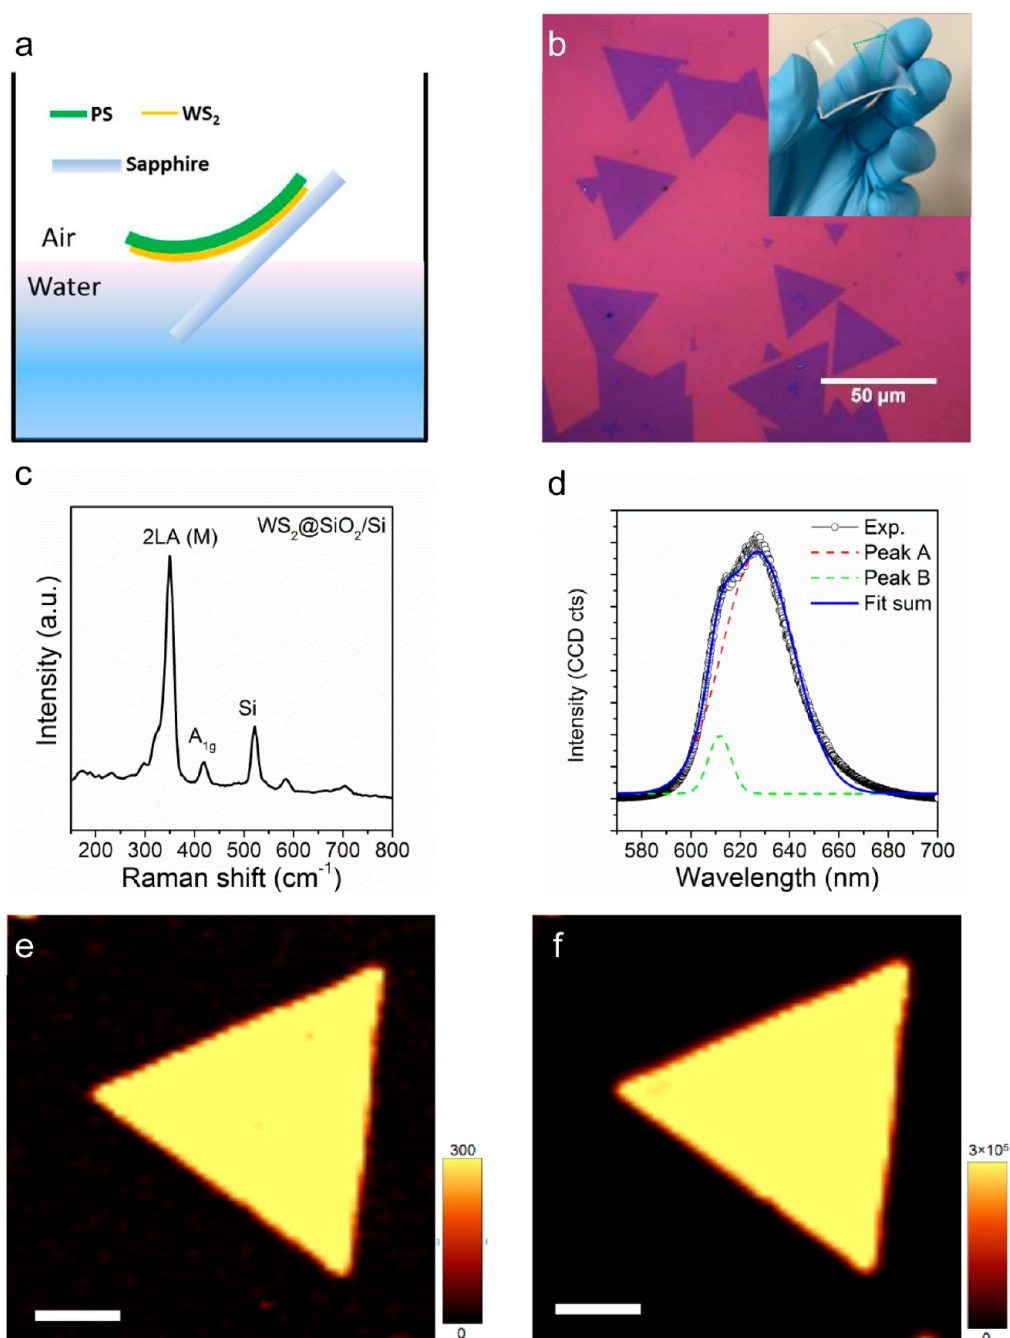 a
PS
WS₂
Sapphire
Air
Water
b
50 μm
c
2LA (M)
WS₂@SiO₂/Si
A₁g
Si
Intensity (a.u.)
200 300 400 500 600 700 800
Raman shift (cm⁻¹)
d
Exp.
Peak A
Peak B
Fit sum
Intensity (CCD cts)
580 600 620 640 660 680 700
Wavelength (nm)
e
300
0
f
3×10⁵
0